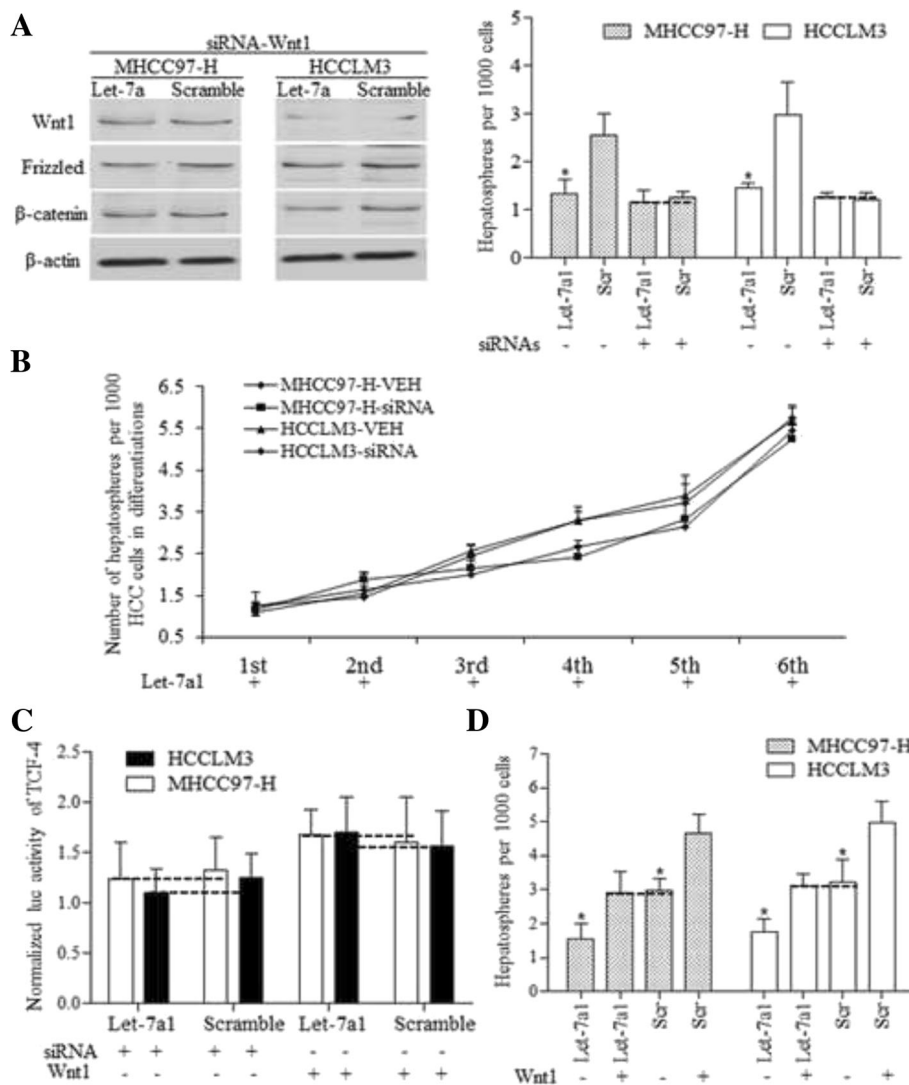 A
siRNA-Wnt1
MHCC97-H HCCLM3
Let-7a Scramble Let-7a Scramble
Wnt1
Frizzled
β-catenin
β-actin
MHCC97-H HCCLM3
Hepatospheres per 1000 cells
5
4
3
2
1
0
* *
Let-7a1 Scr Let-7a1 Scr Let-7a1 Scr Let-7a1 Scr
siRNAs - - + + - - + +
B
Number of hepatospheres per 1000
HCC cells in differentiations
6.5
5.5
4.5
3.5
2.5
1.5
0.5
MHCC97-H-VEH
MHCC97-H-siRNA
HCCLM3-VEH
HCCLM3-siRNA
1st 2nd 3rd 4th 5th 6th
Let-7a1 + + + + + +
C
Normalized luc activity of TCF-4
2.5
2.0
1.5
1.0
0.5
0.0
HCCLM3
MHCC97-H
Let-7a1 Scramble Let-7a1 Scramble
siRNA + + + + - - - -
Wnt1 - - - - + + + +
D
MHCC97-H
HCCLM3
Hepatospheres per 1000 cells
7
6
5
4
3
2
1
0
* * * *
Let-7a1 Let-7a1 Scr Scr Let-7a1 Let-7a1 Scr Scr
Wnt1 - + - + - + - +